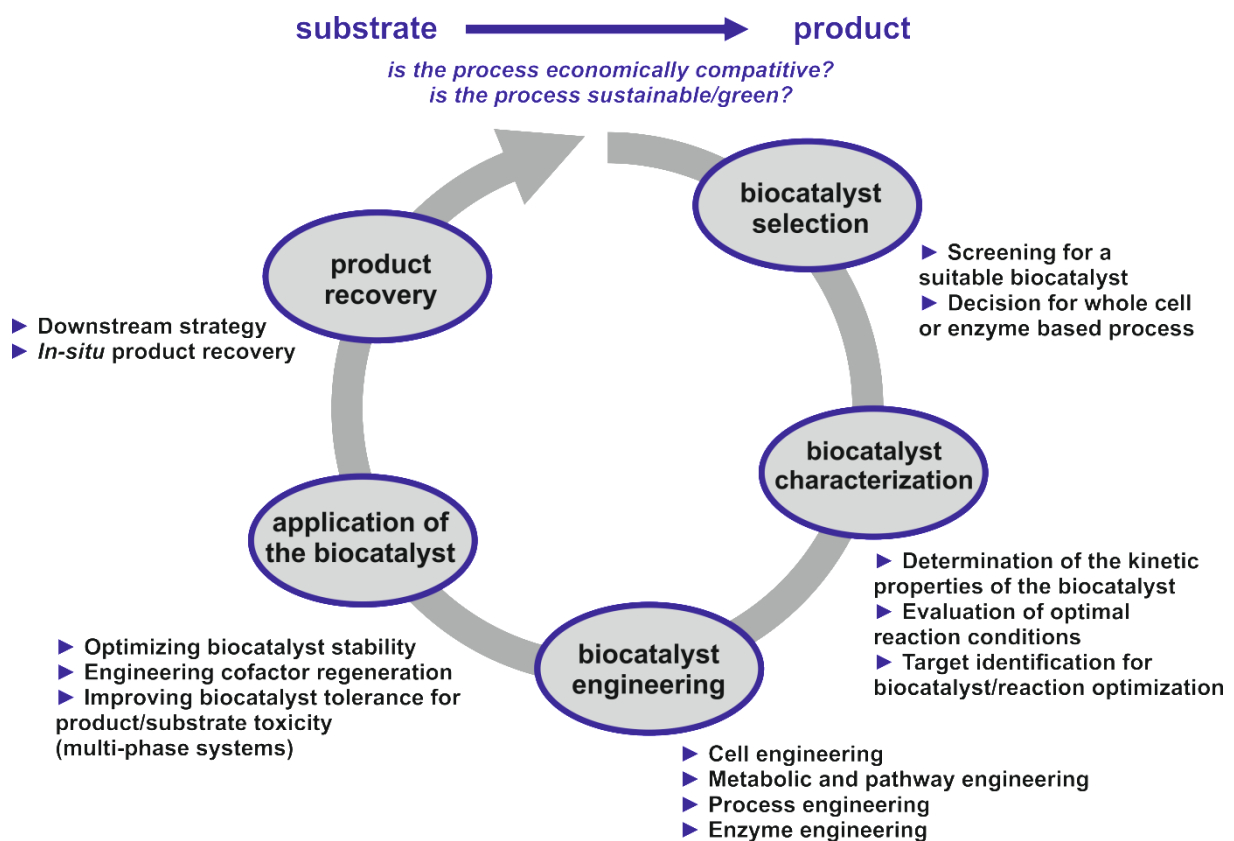 substrate product
is the process economically compatitive?
is the process sustainable/green?
biocatalyst
selection
► Screening for a
suitable biocatalyst
► Decision for whole cell
or enzyme based process
biocatalyst
characterization
► Determination of the kinetic
properties of the biocatalyst
► Evaluation of optimal
reaction conditions
► Target identification for
biocatalyst/reaction optimization
biocatalyst
engineering
► Cell engineering
► Metabolic and pathway engineering
► Process engineering
► Enzyme engineering
application of
the biocatalyst
► Optimizing biocatalyst stability
► Engineering cofactor regeneration
► Improving biocatalyst tolerance for
product/substrate toxicity
(multi-phase systems)
product
recovery
► Downstream strategy
► In-situ product recovery